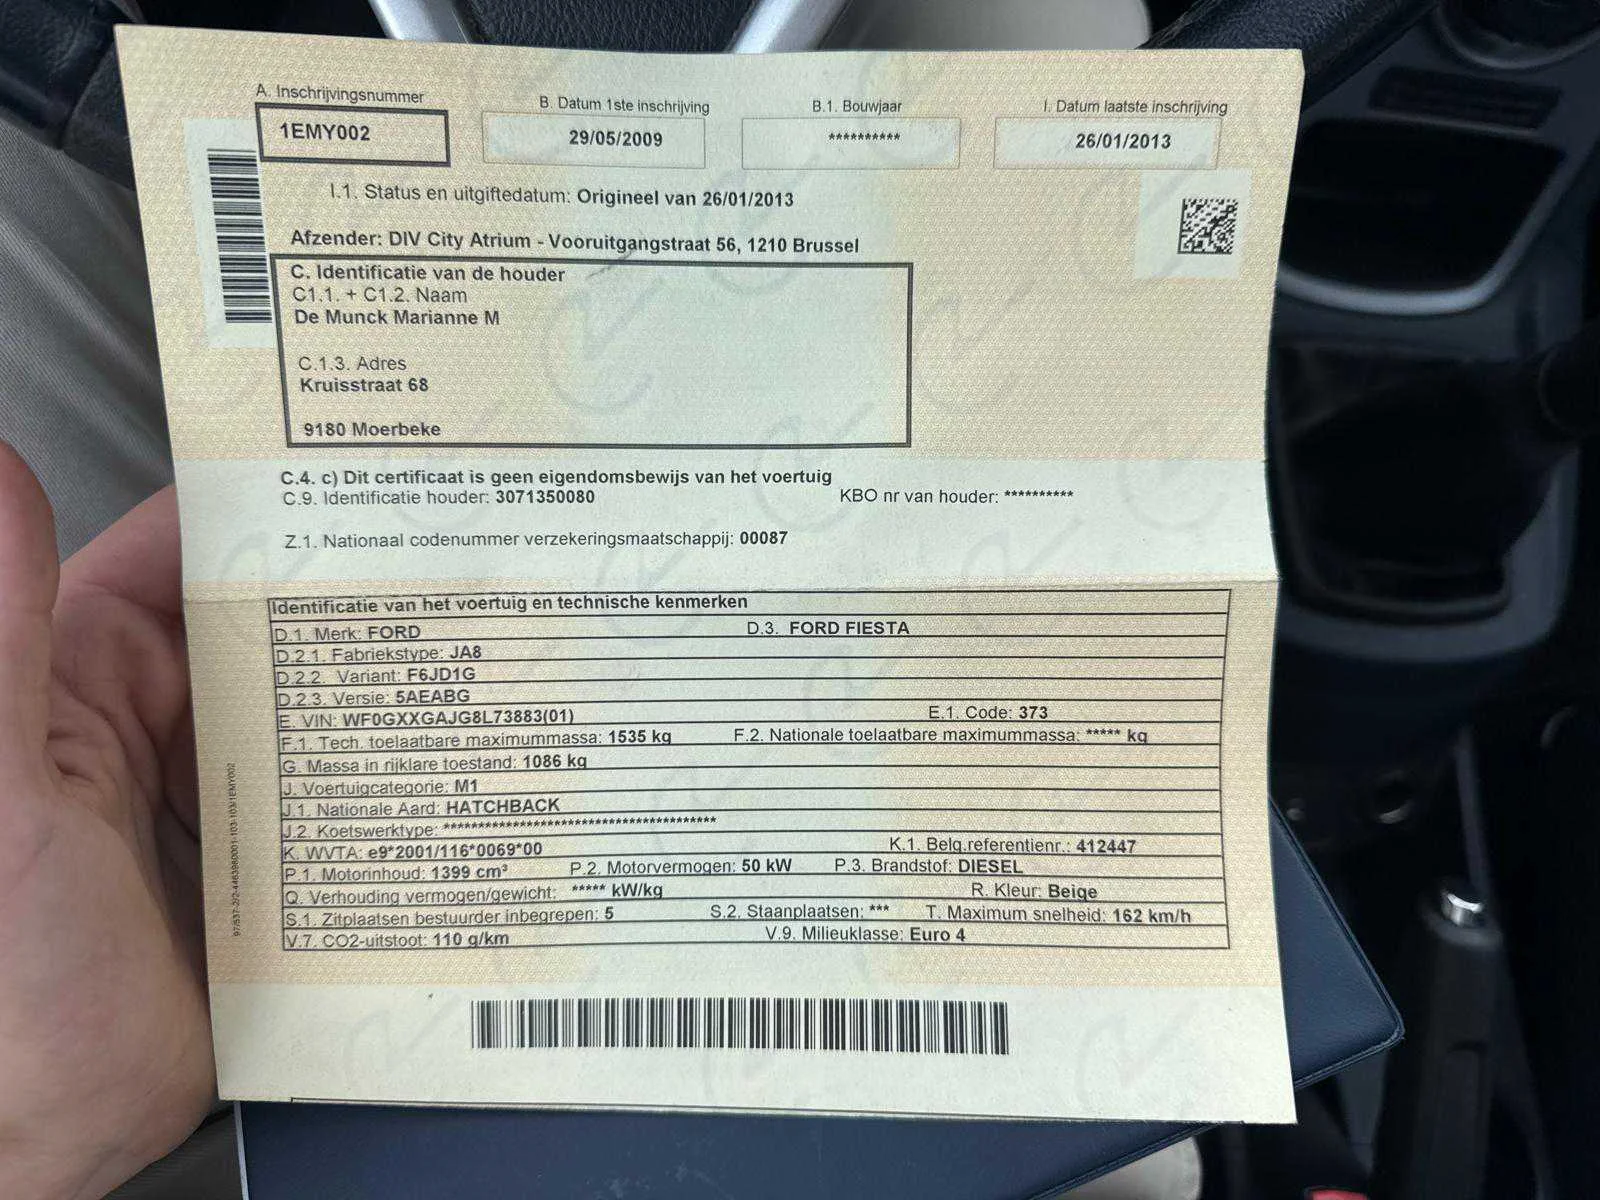 A. Inschrijvingsnummer
1EMY002
B. Datum 1ste inschrijving
29/05/2009
B.1. Bouwjaar
**********
I. Datum laatste inschrijving
26/01/2013
I.1. Status en uitgiftedatum: Origineel van 26/01/2013
Afzender: DIV City Atrium - Vooruitgangstraat 56, 1210 Brussel
C. Identificatie van de houder
C1.1. + C1.2. Naam
De Munck Marianne M
C.1.3. Adres
Kruisstraat 68
9180 Moerbeke
C.4. c) Dit certificaat is geen eigendomsbewijs van het voertuig
C.9. Identificatie houder: 3071350080 KBO nr van houder: **********
Z.1. Nationaal codenummer verzekeringsmaatschappij: 00087
Identificatie van het voertuig en technische kenmerken
D.1. Merk: FORD D.3. FORD FIESTA
D.2.1. Fabriekstype: JA8
D.2.2. Variant: F6JD1G
D.2.3. Versie: 5AEABG
E. VIN: WF0GXXGAJG8L73883(01) E.1. Code: 373
F.1. Tech. toelaatbare maximummassa: 1535 kg F.2. Nationale toelaatbare maximummassa: ***** kg
G. Massa in rijklare toestand: 1086 kg
J. Voertuigcategorie: M1
J.1. Nationale Aard: HATCHBACK
J.2. Koetswerktype: ****************************************
K. WVTA: e9*2001/116*0069*00 K.1. Belg.referentienr.: 412447
P.1. Motorinhoud: 1399 cm³ P.2. Motorvermogen: 50 kW P.3. Brandstof: DIESEL
Q. Verhouding vermogen/gewicht: ***** kW/kg R. Kleur: Beige
S.1. Zitplaatsen bestuurder inbegrepen: 5 S.2. Staanplaatsen: *** T. Maximum snelheid: 162 km/h
V.7. CO2-uitstoot: 110 g/km V.9. Milieuklasse: Euro 4